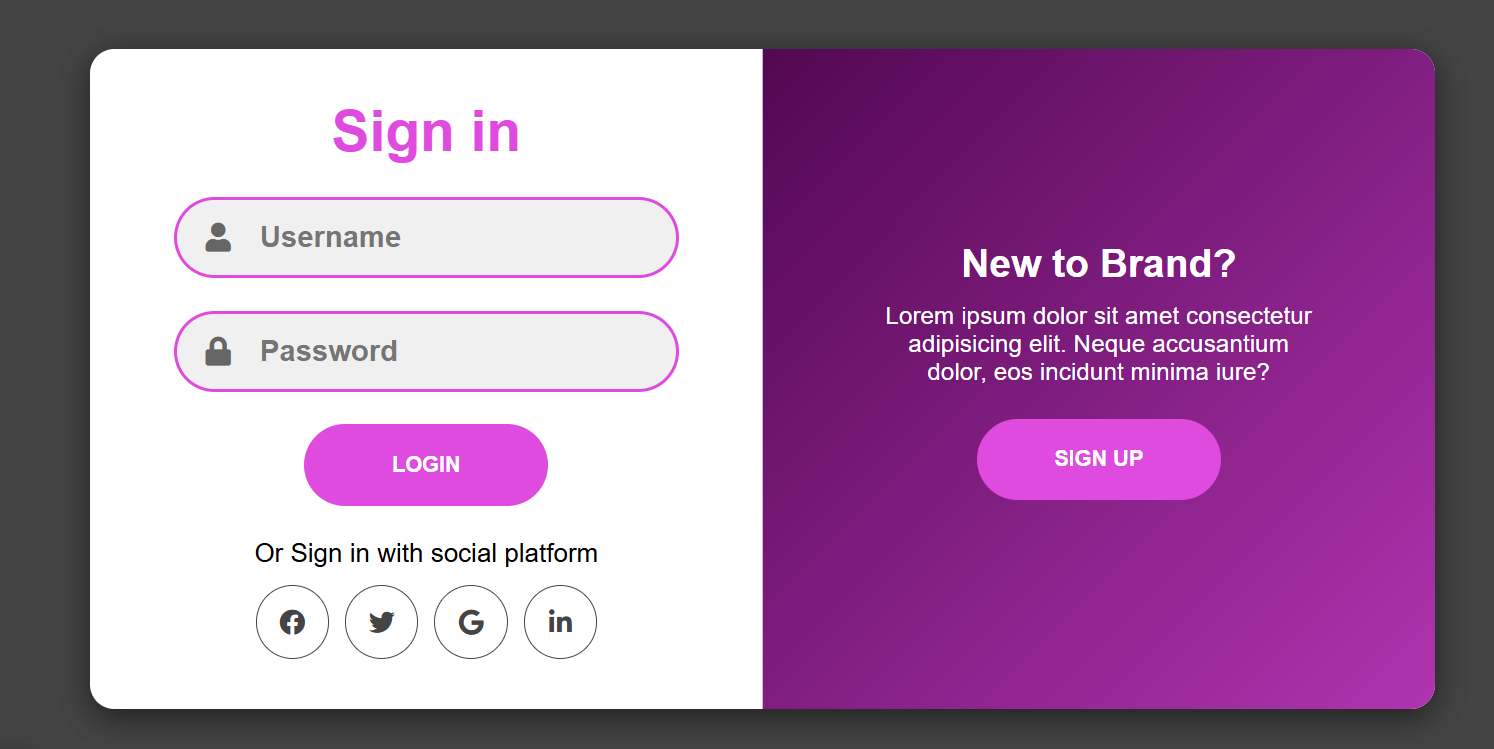 Sign in
Username
Password
LOGIN
Or Sign in with social platform
New to Brand?
Lorem ipsum dolor sit amet consectetur
adipisicing elit. Neque accusantium
dolor, eos incidunt minima iure?
SIGN UP